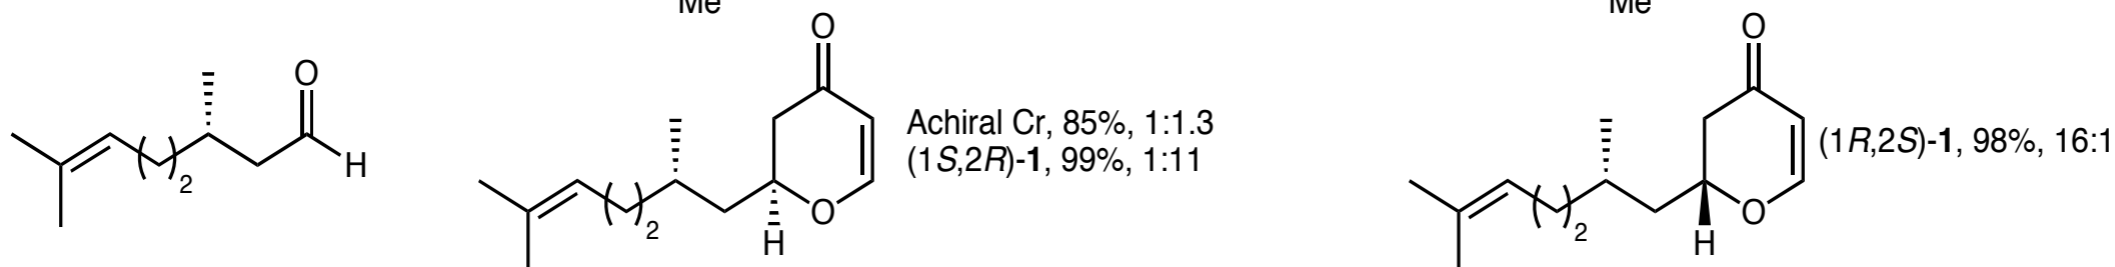 Me
Me
O
O
O
H
( )
2
Achiral Cr, 85%, 1:1.3
(1S,2R)-1, 99%, 1:11
( )
2
O
H
(1R,2S)-1, 98%, 16:1
( )
2
O
H